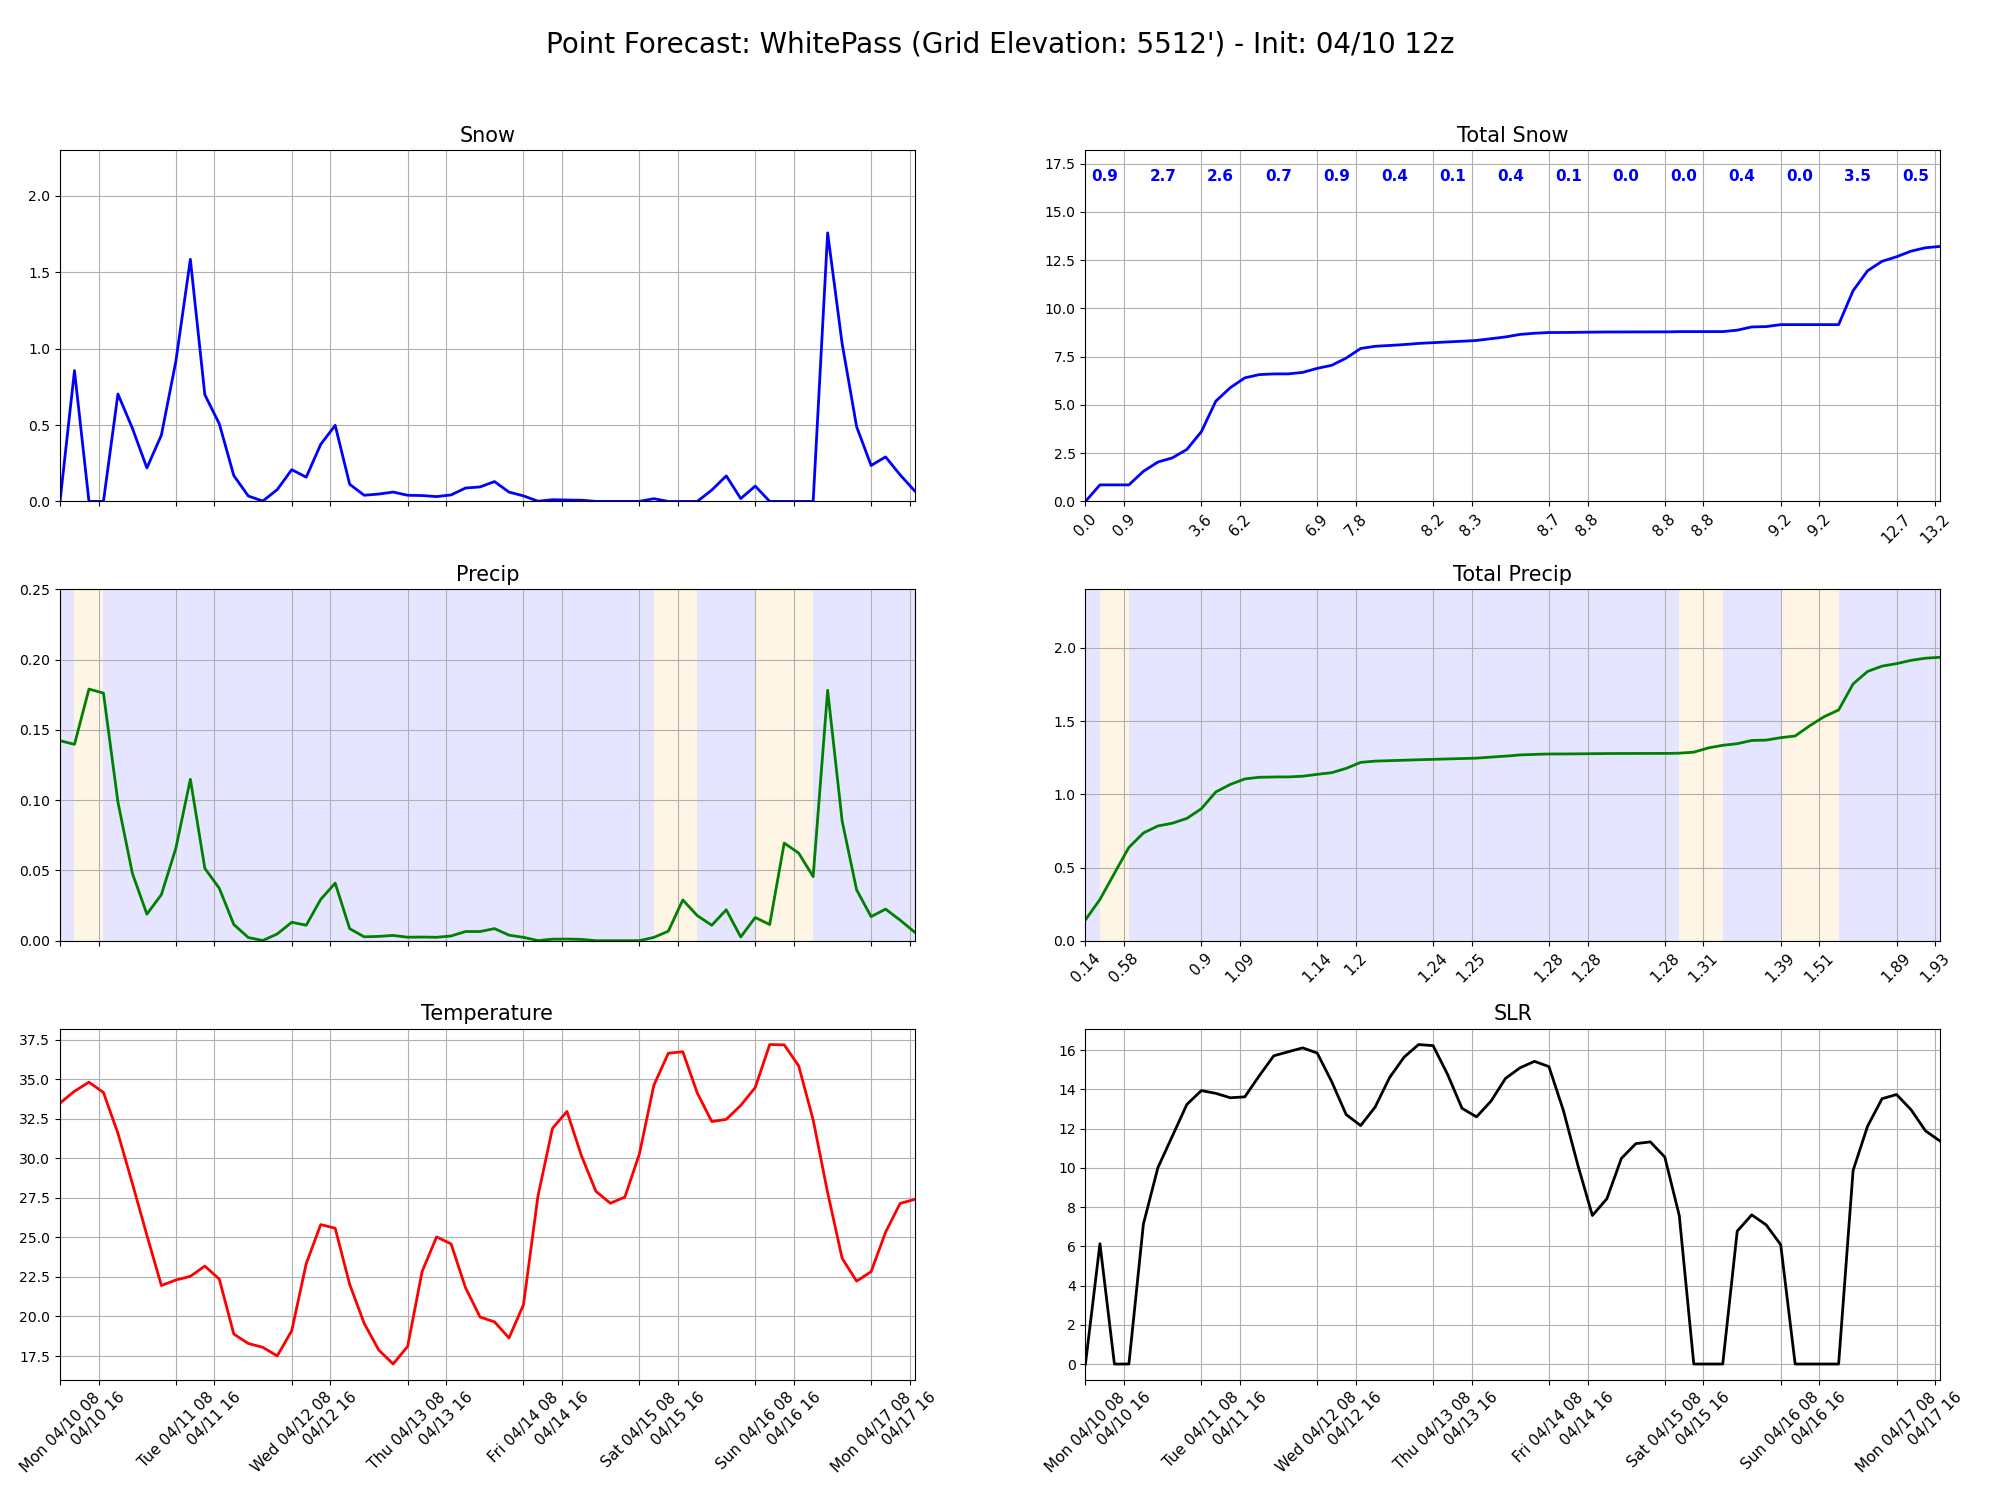 Point Forecast: WhitePass (Grid Elevation: 5512') - Init: 04/10 12z
Snow
2.0
1.5
1.0
0.5
0.0
Total Snow
17.5
15.0
12.5
10.0
7.5
5.0
2.5
0.0
0.9 2.7 2.6 0.7 0.9 0.4 0.1 0.4 0.1 0.0 0.0 0.4 0.0 3.5 0.5
0.0 0.9 3.6 6.2 6.9 7.8 8.2 8.3 8.7 8.8 8.8 8.8 9.2 9.2 12.7 13.2
Precip
0.25
0.20
0.15
0.10
0.05
0.00
Total Precip
2.0
1.5
1.0
0.5
0.0
0.14 0.58 0.9 1.09 1.14 1.2 1.24 1.25 1.28 1.28 1.28 1.31 1.39 1.51 1.89 1.93
Temperature
37.5
35.0
32.5
30.0
27.5
25.0
22.5
20.0
17.5
Mon 04/10 08
04/10 16
Tue 04/11 08
04/11 16
Wed 04/12 08
04/12 16
Thu 04/13 08
04/13 16
Fri 04/14 08
04/14 16
Sat 04/15 08
04/15 16
Sun 04/16 08
04/16 16
Mon 04/17 08
04/17 16
SLR
16
14
12
10
8
6
4
2
0
Mon 04/10 08
04/10 16
Tue 04/11 08
04/11 16
Wed 04/12 08
04/12 16
Thu 04/13 08
04/13 16
Fri 04/14 08
04/14 16
Sat 04/15 08
04/15 16
Sun 04/16 08
04/16 16
Mon 04/17 08
04/17 16